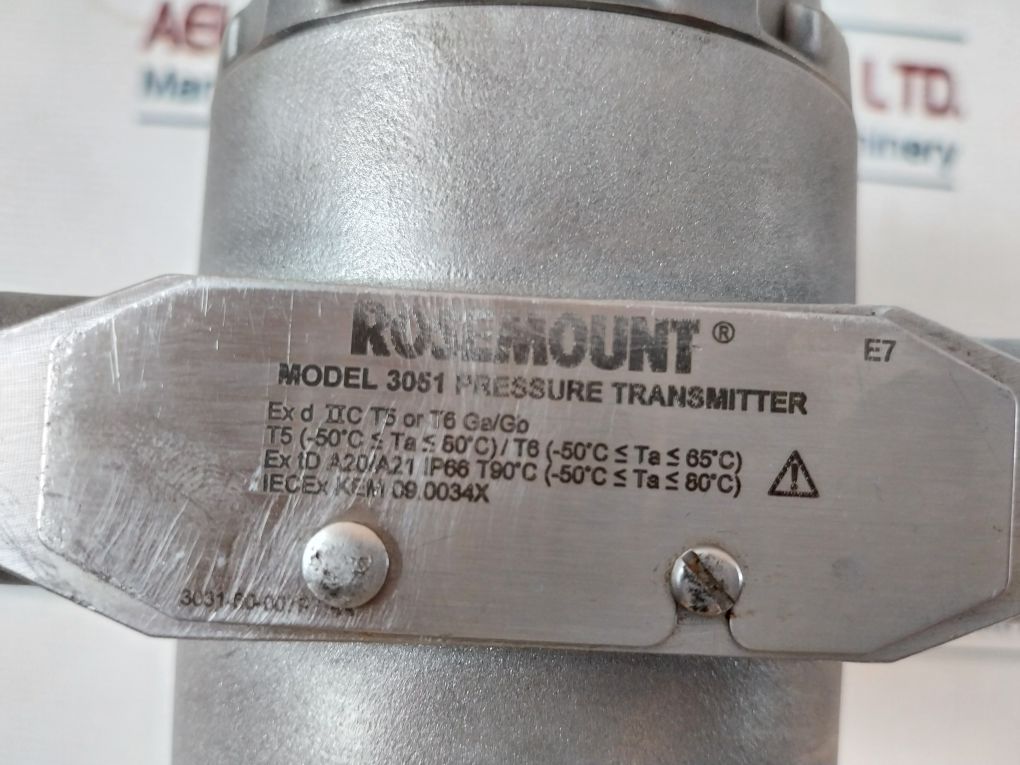 LTD.
ROSEMOUNT ®
E7
MODEL 3051 PRESSURE TRANSMITTER
Ex d IIC T5 or T6 Ga/Gb
T5 (-50°C ≤ Ta ≤ 80°C) / T6 (-50°C ≤ Ta ≤ 65°C)
Ex tD A20/A21 IP66 T90°C (-50°C ≤ Ta ≤ 80°C)
IECEx KEM 09.0034X